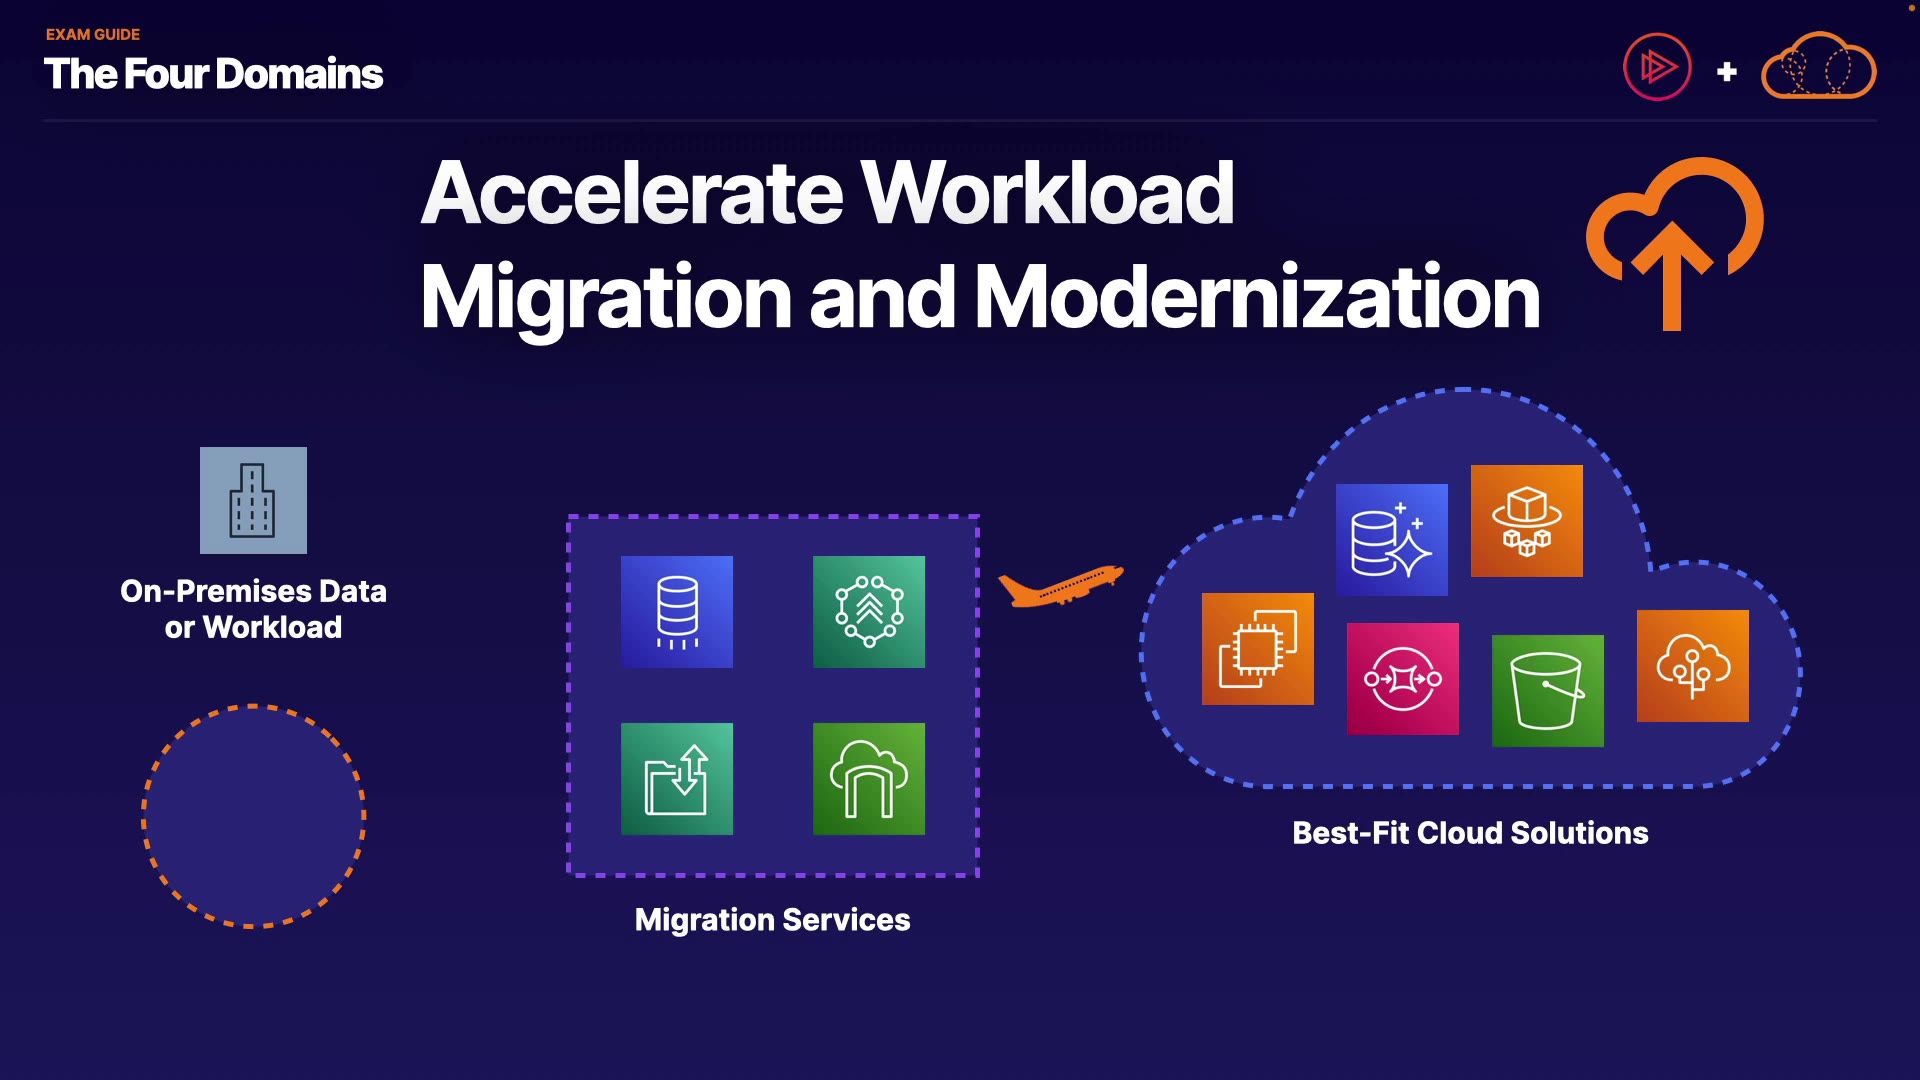 EXAM GUIDE
The Four Domains
Accelerate Workload
Migration and Modernization
On-Premises Data
or Workload
Migration Services
Best-Fit Cloud Solutions